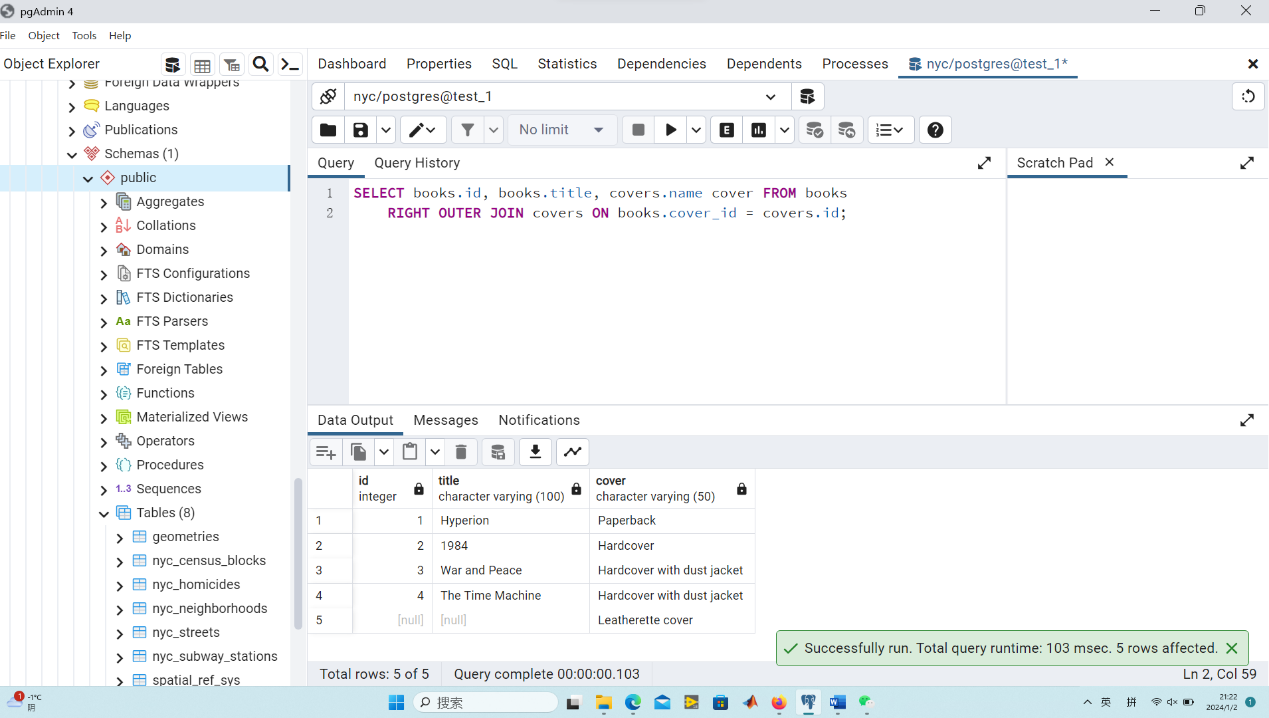 pgAdmin 4
File Object Tools Help
Object Explorer
Dashboard Properties SQL Statistics Dependencies Dependents Processes nyc/postgres@test_1*
Foreign Data Wrappers
Languages
Publications
Schemas (1)
public
Aggregates
Collations
Domains
FTS Configurations
FTS Dictionaries
FTS Parsers
FTS Templates
Foreign Tables
Functions
Materialized Views
Operators
Procedures
1..3 Sequences
Tables (8)
geometries
nyc_census_blocks
nyc_homicides
nyc_neighborhoods
nyc_streets
nyc_subway_stations
spatial_ref_sys
nyc/postgres@test_1
No limit
E
Query Query History
Scratch Pad
1 SELECT books.id, books.title, covers.name cover FROM books
2 RIGHT OUTER JOIN covers ON books.cover_id = covers.id;
Data Output Messages Notifications
id title cover
integer character varying (100) character varying (50)
1 1 Hyperion Paperback
2 2 1984 Hardcover
3 3 War and Peace Hardcover with dust jacket
4 4 The Time Machine Hardcover with dust jacket
5 [null] [null] Leatherette cover
Successfully run. Total query runtime: 103 msec. 5 rows affected.
Total rows: 5 of 5 Query complete 00:00:00.103 Ln 2, Col 59
1 -1°C
阴
搜索
英 拼
21:22
2024/1/2
1